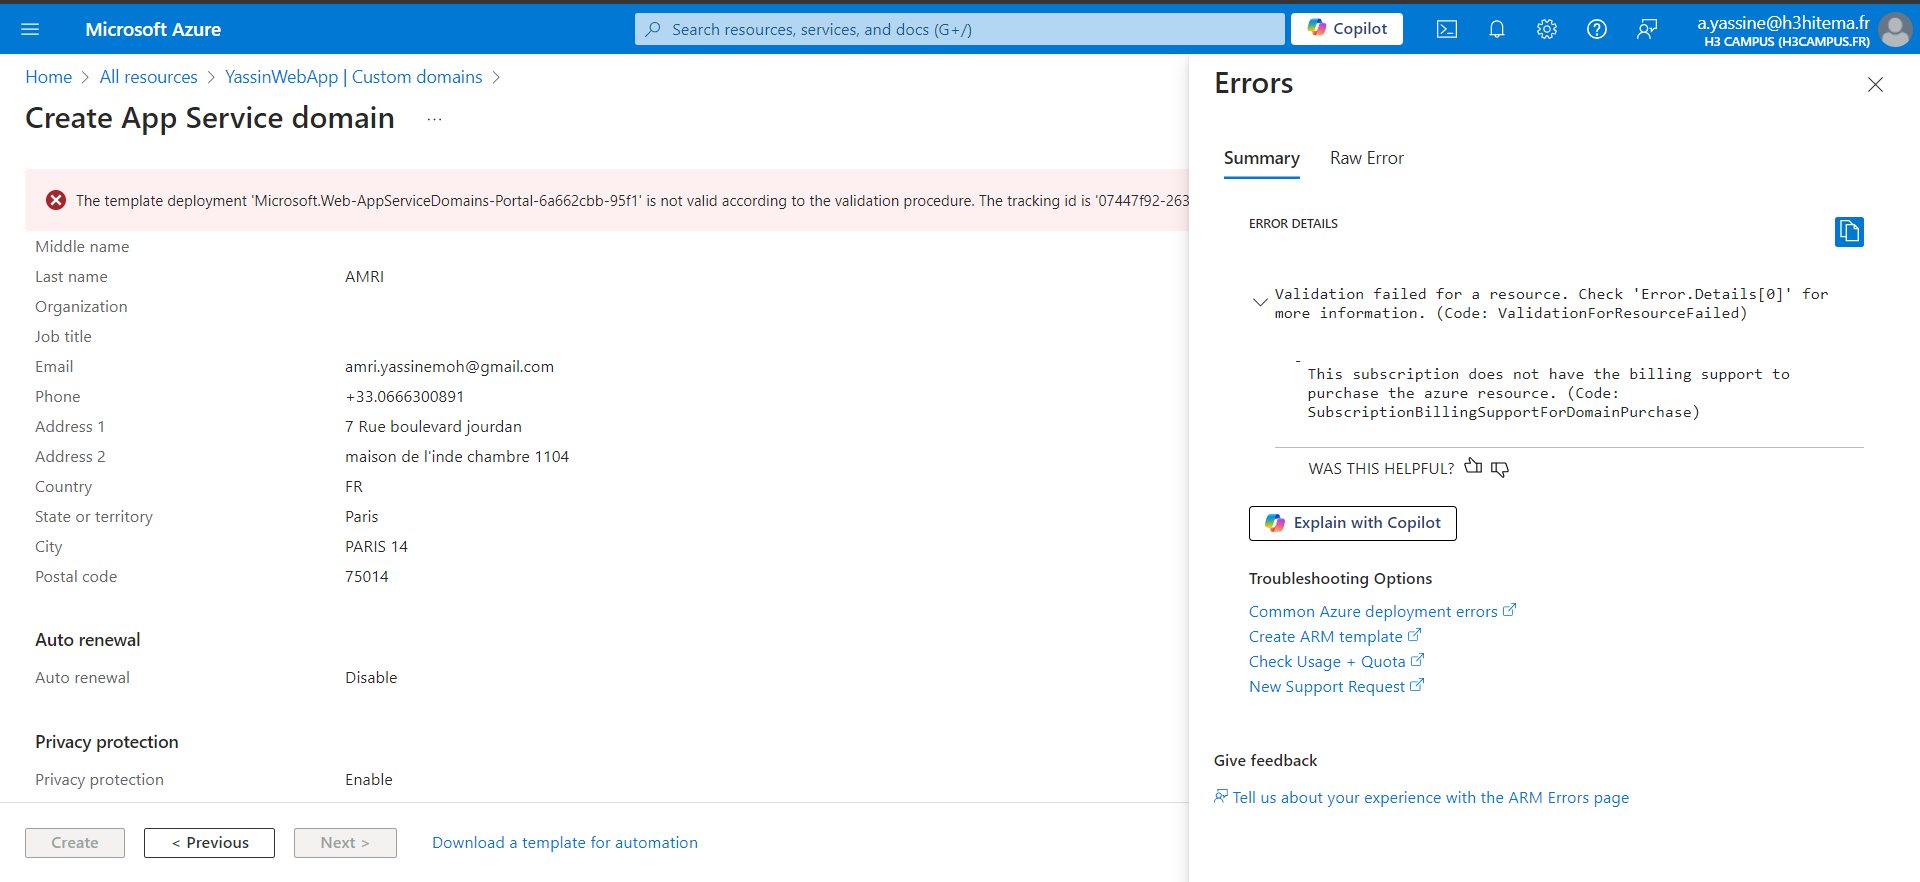 Microsoft Azure
Search resources, services, and docs (G+/)
Copilot
a.yassine@h3hitema.fr
H3 CAMPUS (H3CAMPUS.FR)
Home > All resources > YassinWebApp | Custom domains >
Create App Service domain ...
The template deployment 'Microsoft.Web-AppServiceDomains-Portal-6a662cbb-95f1' is not valid according to the validation procedure. The tracking id is '07447f92-263
Middle name
Last name AMRI
Organization
Job title
Email amri.yassinemoh@gmail.com
Phone +33.0666300891
Address 1 7 Rue boulevard jourdan
Address 2 maison de l'inde chambre 1104
Country FR
State or territory Paris
City PARIS 14
Postal code 75014
Auto renewal
Auto renewal Disable
Privacy protection
Privacy protection Enable
Create
< Previous
Next >
Download a template for automation
Errors
Summary
Raw Error
ERROR DETAILS
Validation failed for a resource. Check 'Error.Details[0]' for
more information. (Code: ValidationForResourceFailed)
-
This subscription does not have the billing support to
purchase the azure resource. (Code:
SubscriptionBillingSupportForDomainPurchase)
WAS THIS HELPFUL?
Explain with Copilot
Troubleshooting Options
Common Azure deployment errors
Create ARM template
Check Usage + Quota
New Support Request
Give feedback
Tell us about your experience with the ARM Errors page